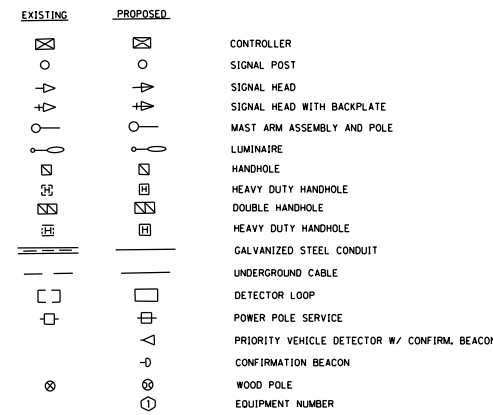 EXISTING PROPOSED
CONTROLLER
SIGNAL POST
SIGNAL HEAD
SIGNAL HEAD WITH BACKPLATE
MAST ARM ASSEMBLY AND POLE
LUMINAIRE
HANDHOLE
H H HEAVY DUTY HANDHOLE
DOUBLE HANDHOLE
H H HEAVY DUTY HANDHOLE
GALVANIZED STEEL CONDUIT
UNDERGROUND CABLE
DETECTOR LOOP
POWER POLE SERVICE
PRIORITY VEHICLE DETECTOR W/ CONFIRM. BEACON
CONFIRMATION BEACON
WOOD POLE
1 EQUIPMENT NUMBER